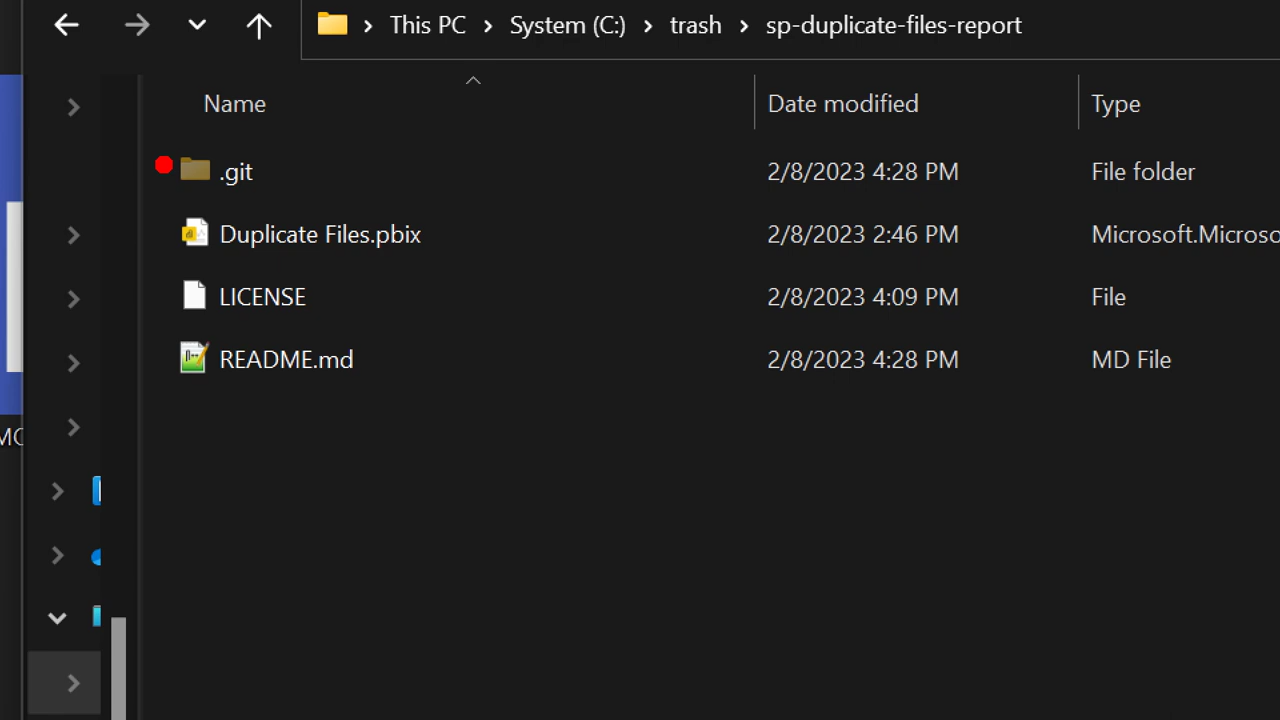 This PC System (C:) trash sp-duplicate-files-report
Name Date modified Type
.git 2/8/2023 4:28 PM File folder
Duplicate Files.pbix 2/8/2023 2:46 PM Microsoft.Microso
LICENSE 2/8/2023 4:09 PM File
README.md 2/8/2023 4:28 PM MD File